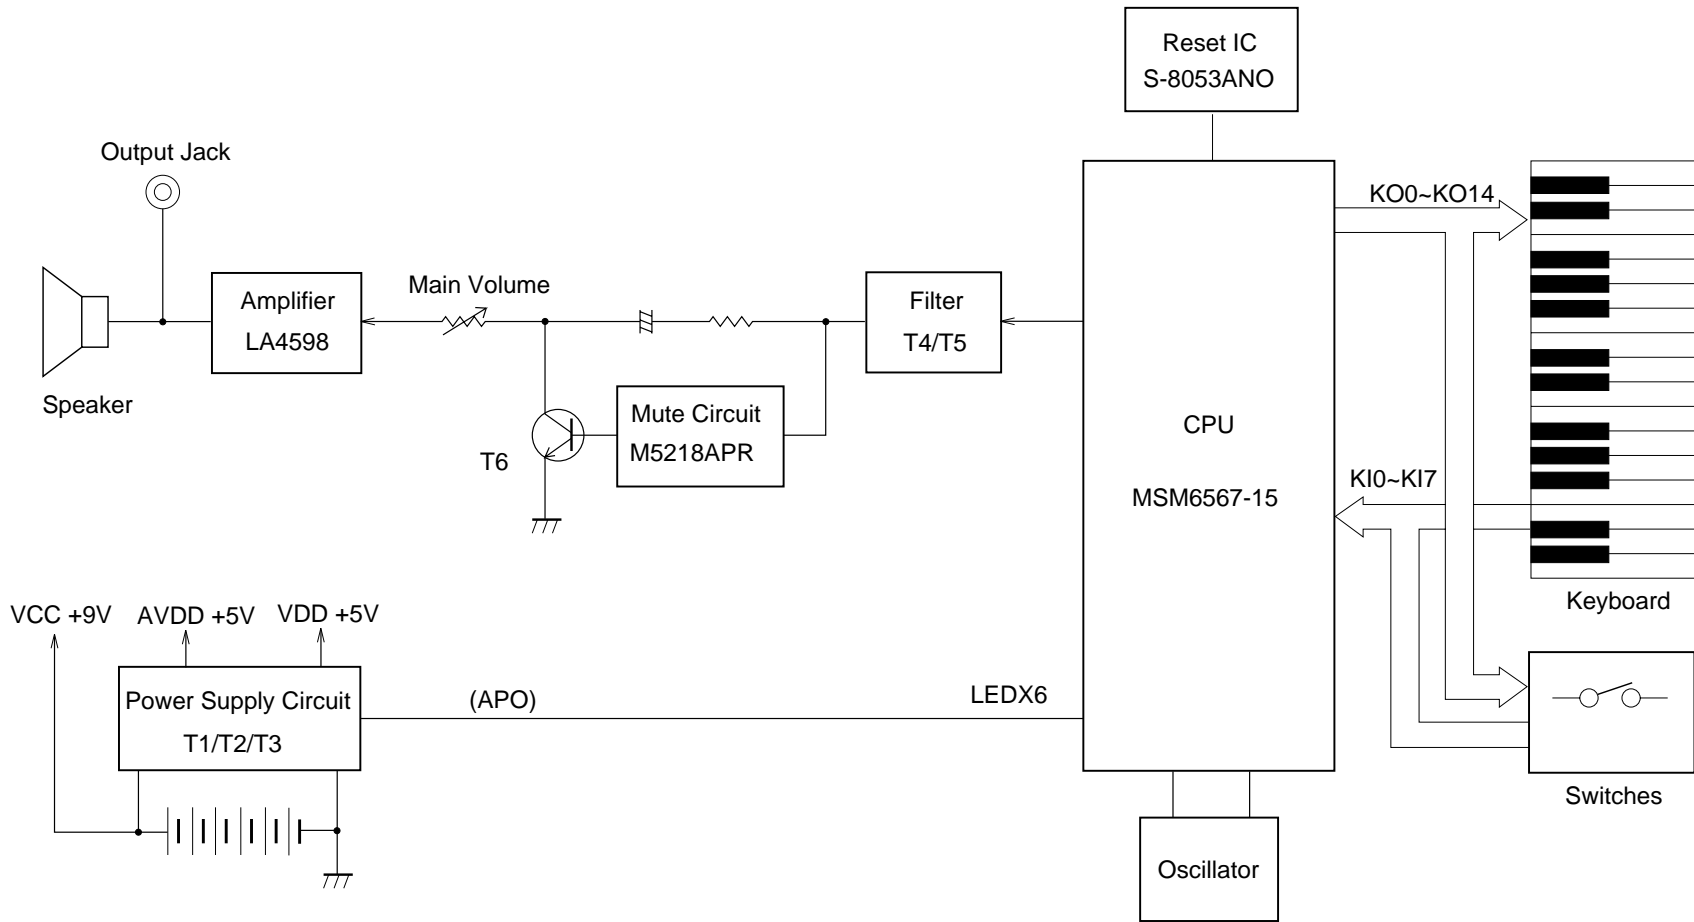 Reset IC
S-8053ANO
Output Jack
KO0~KO14
Main Volume
Amplifier
LA4598
Filter
T4/T5
Speaker
Mute Circuit
M5218APR
T6
CPU
MSM6567-15
KI0~KI7
Keyboard
VCC +9V
AVDD +5V
VDD +5V
Power Supply Circuit
T1/T2/T3
(APO)
LEDX6
Switches
Oscillator